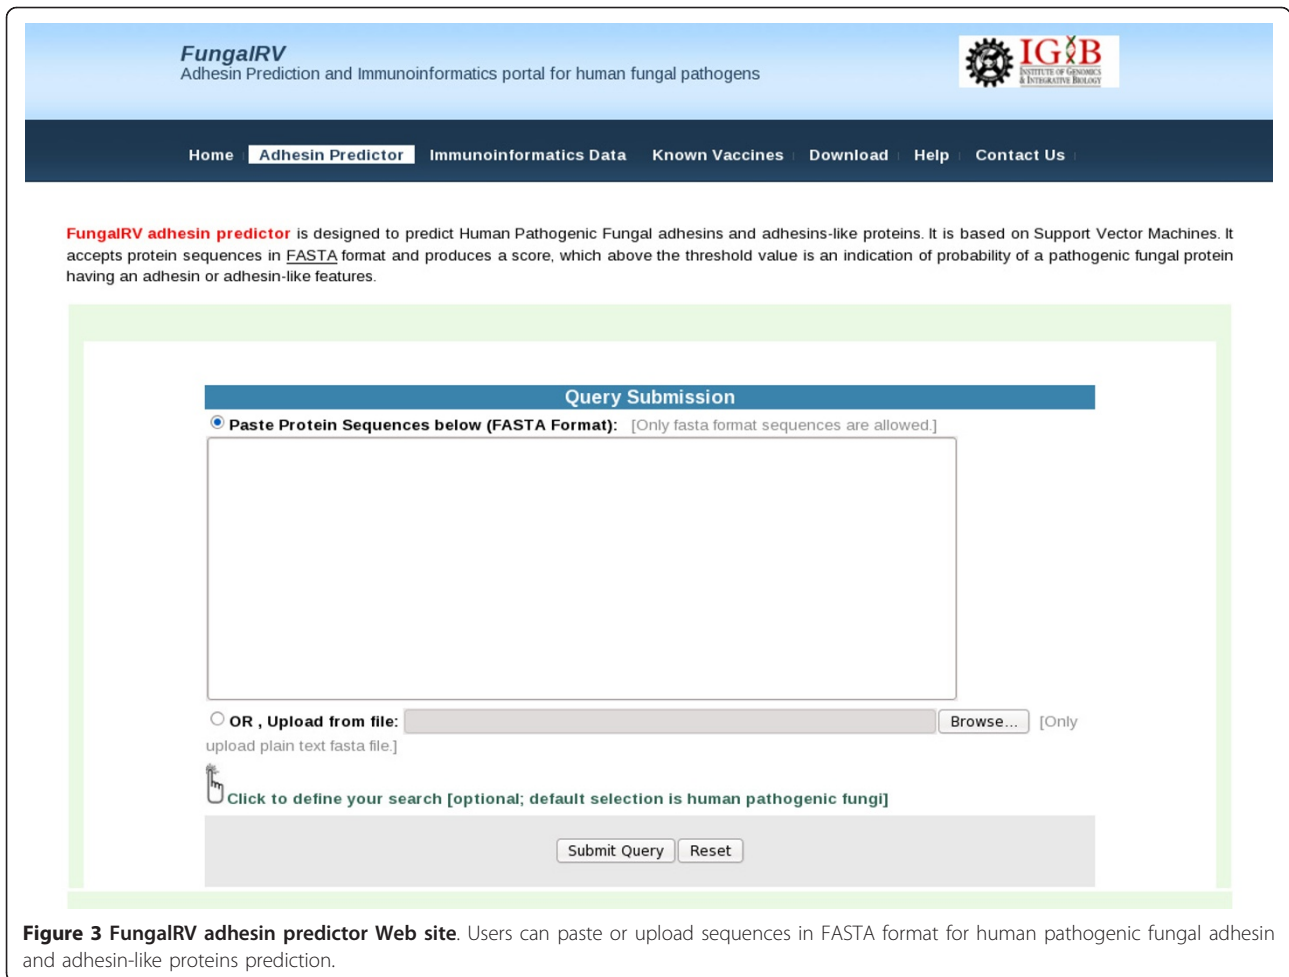 FungalRV
Adhesin Prediction and Immunoinformatics portal for human fungal pathogens
IGIB
INSTITUTE OF GENOMICS
& INTEGRATIVE BIOLOGY
Home Adhesin Predictor Immunoinformatics Data Known Vaccines Download Help Contact Us
FungalRV adhesin predictor is designed to predict Human Pathogenic Fungal adhesins and adhesins-like proteins. It is based on Support Vector Machines. It
accepts protein sequences in FASTA format and produces a score, which above the threshold value is an indication of probability of a pathogenic fungal protein
having an adhesin or adhesin-like features.
Query Submission
Paste Protein Sequences below (FASTA Format): [Only fasta format sequences are allowed.]
OR , Upload from file: Browse... [Only
upload plain text fasta file.]
Click to define your search [optional; default selection is human pathogenic fungi]
Submit Query Reset
Figure 3 FungalRV adhesin predictor Web site. Users can paste or upload sequences in FASTA format for human pathogenic fungal adhesin
and adhesin-like proteins prediction.